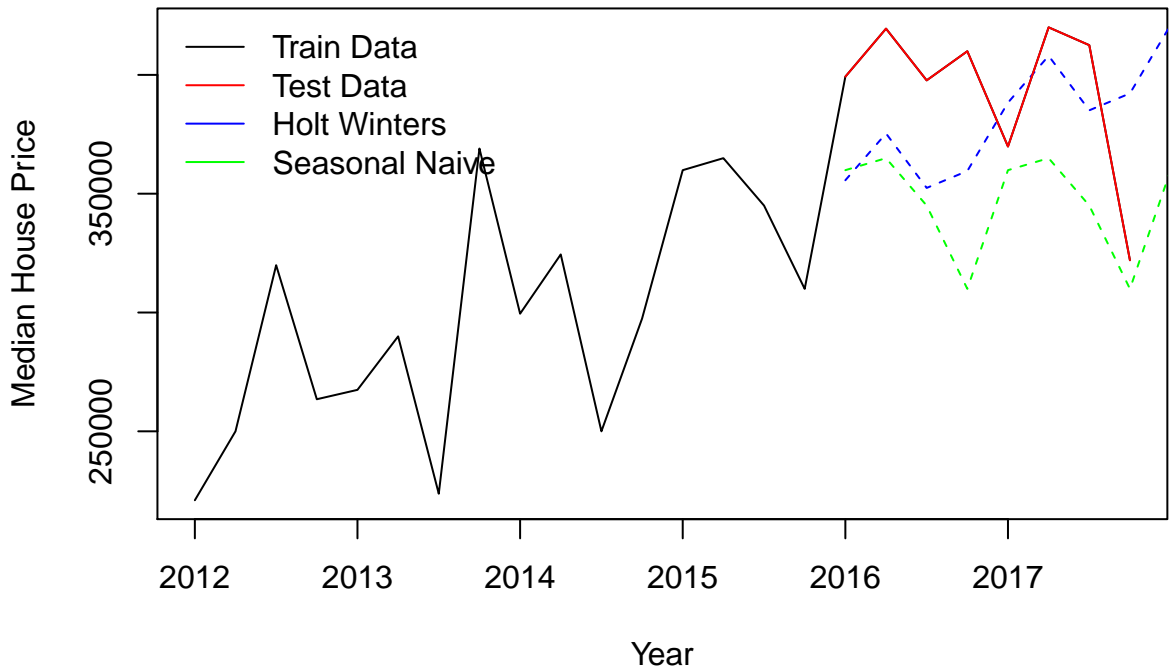 Train Data
Test Data
Holt Winters
Seasonal Naive
Median House Price
350000
250000
2012 2013 2014 2015 2016 2017
Year